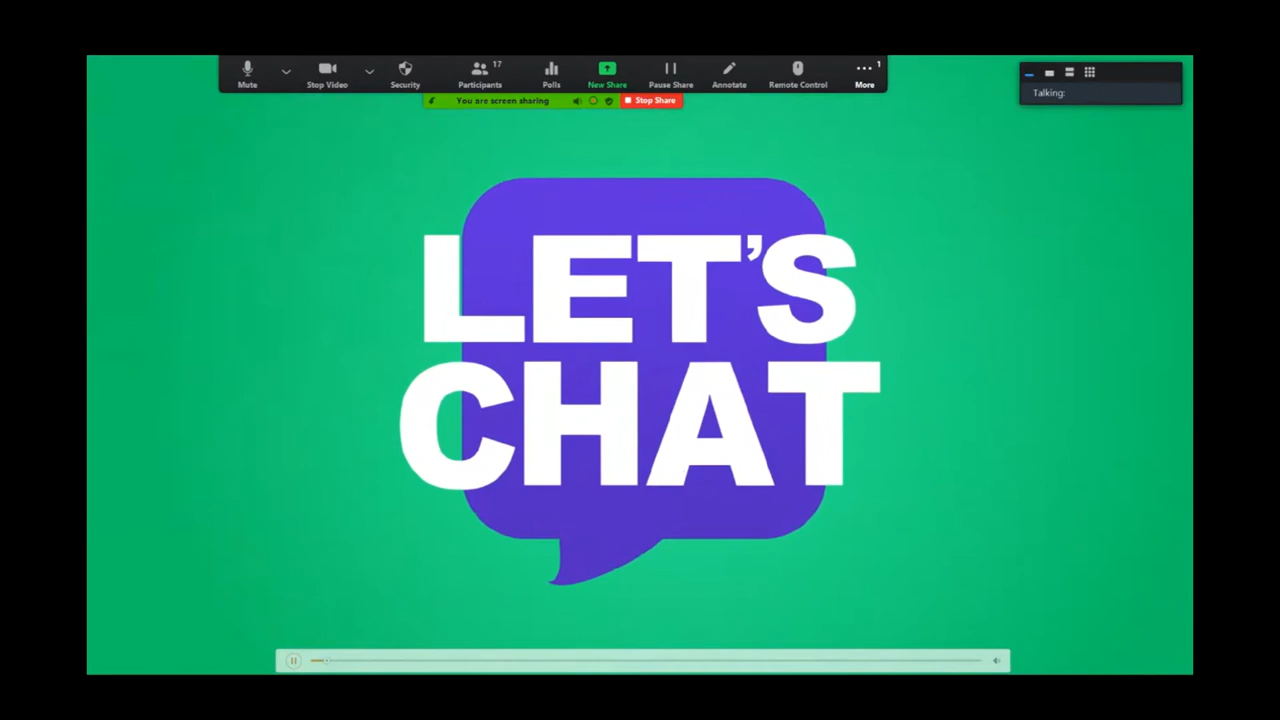 17
1
Mute
Stop Video
Security
Participants
Polls
New Share
Pause Share
Annotate
Remote Control
More
Talking:
You are screen sharing
Stop Share
LET'S
CHAT